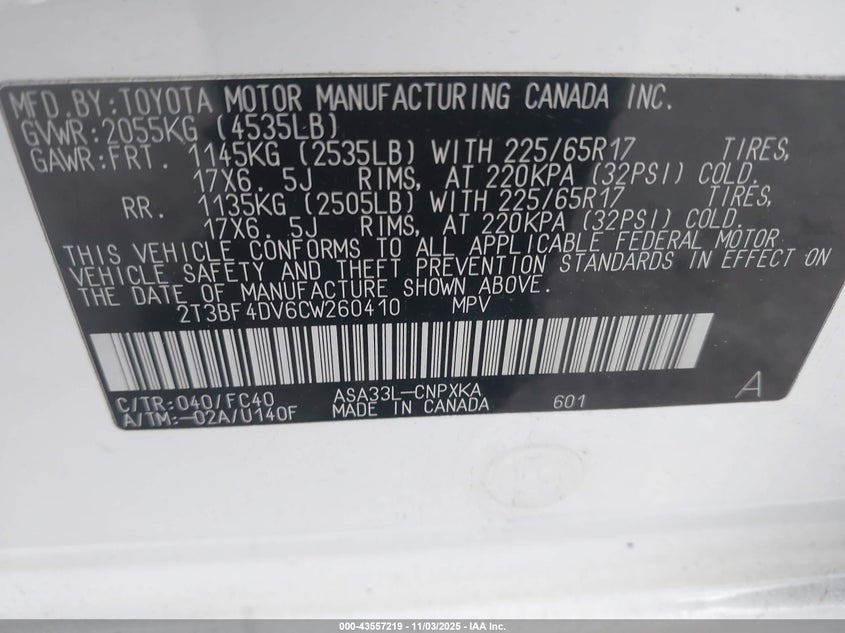 MFD.BY:TOYOTA MOTOR MANUFACTURING CANADA INC.
GVWR:2055KG (4535LB)
GAWR:FRT. 1145KG (2535LB) WITH 225/65R17 TIRES,
17X6. 5J RIMS, AT 220KPA (32PSI) COLD.
RR. 1135KG (2505LB) WITH 225/65R17 TIRES,
17X6. 5J RIMS, AT 220KPA (32PSI) COLD.
THIS VEHICLE CONFORMS TO ALL APPLICABLE FEDERAL MOTOR
VEHICLE SAFETY AND THEFT PREVENTION STANDARDS IN EFFECT ON
THE DATE OF MANUFACTURE SHOWN ABOVE.
2T3BF4DV6CW260410 MPV
C/TR:040/FC40 ASA33L-CNPXKA
A/TM:-02A/U140F MADE IN CANADA 601 A
000-43557219 - 11/03/2025 - IAA Inc.